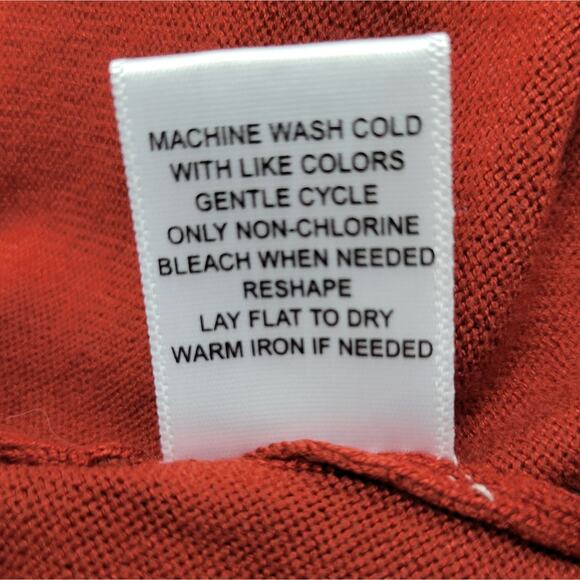 MACHINE WASH COLD
WITH LIKE COLORS
GENTLE CYCLE
ONLY NON-CHLORINE
BLEACH WHEN NEEDED
RESHAPE
LAY FLAT TO DRY
WARM IRON IF NEEDED